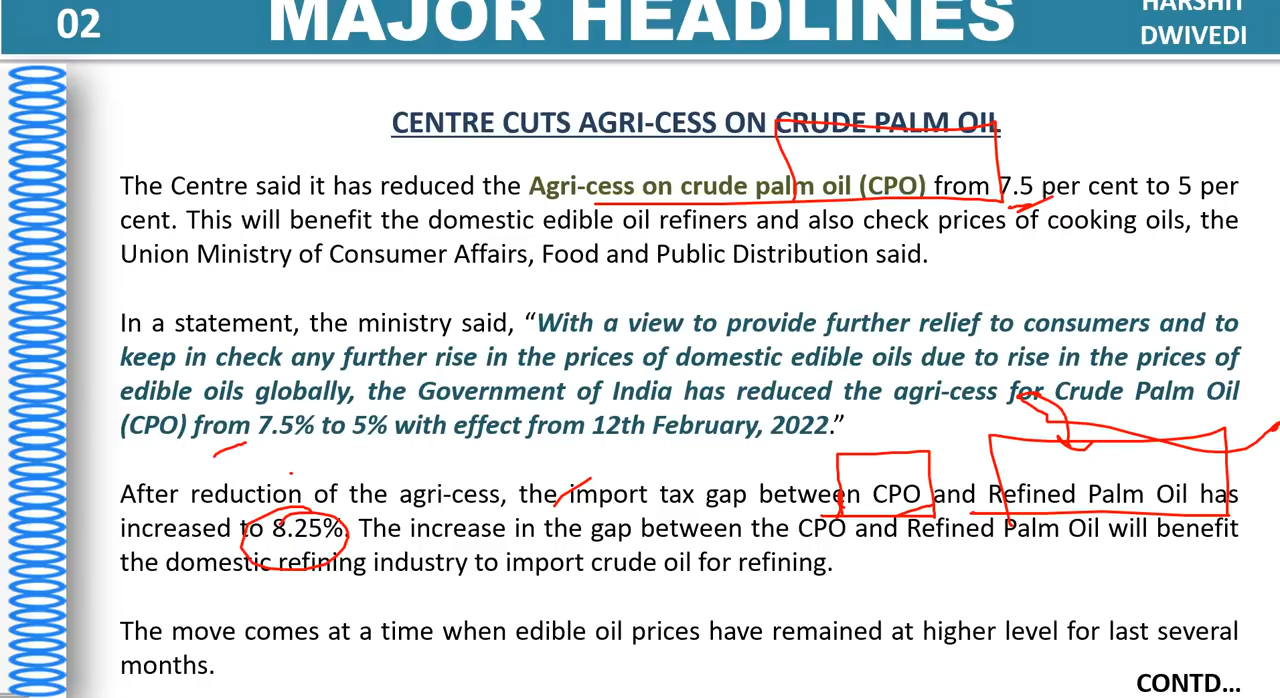 02
MAJOR HEADLINES
HARSHIT
DWIVEDI
CENTRE CUTS AGRI-CESS ON CRUDE PALM OIL
The Centre said it has reduced the Agri-cess on crude palm oil (CPO) from 7.5 per cent to 5 per
cent. This will benefit the domestic edible oil refiners and also check prices of cooking oils, the
Union Ministry of Consumer Affairs, Food and Public Distribution said.
In a statement, the ministry said, “With a view to provide further relief to consumers and to
keep in check any further rise in the prices of domestic edible oils due to rise in the prices of
edible oils globally, the Government of India has reduced the agri-cess for Crude Palm Oil
(CPO) from 7.5% to 5% with effect from 12th February, 2022.”
After reduction of the agri-cess, the import tax gap between CPO and Refined Palm Oil has
increased to 8.25%. The increase in the gap between the CPO and Refined Palm Oil will benefit
the domestic refining industry to import crude oil for refining.
The move comes at a time when edible oil prices have remained at higher level for last several
months.
CONTD...